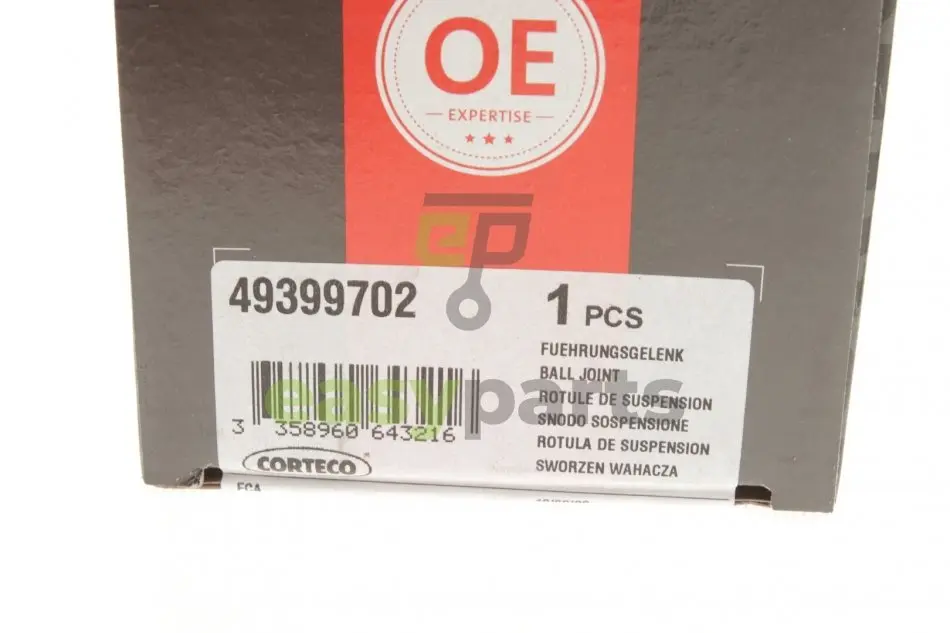 OE
EXPERTISE
ep
49399702
1 PCS
FUEHRUNGSGELENK
BALL JOINT
ROTULE DE SUSPENSION
SNODO SOSPENSIONE
ROTULA DE SUSPENSION
SWORZEN WAHACZA
easyparts
3 358960 643216
CORTECO